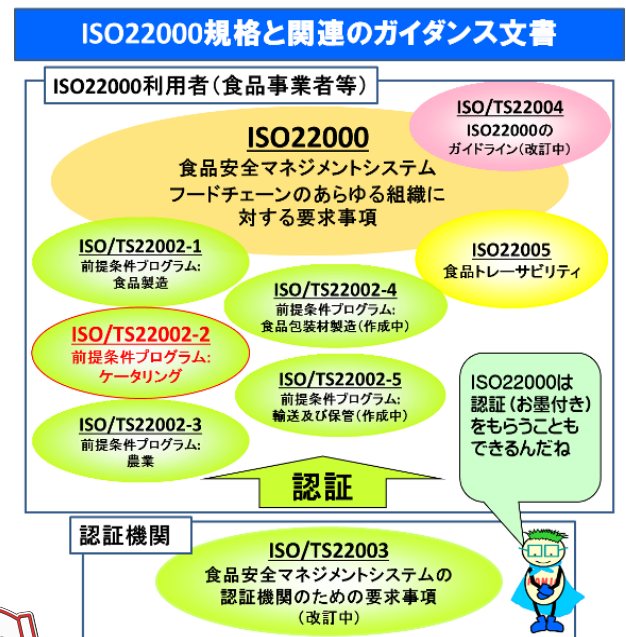 ISO22000規格と関連のガイダンス文書
ISO22000利用者（食品事業者等）
ISO/TS22004
ISO22000の
ガイドライン（改訂中）
ISO22000
食品安全マネジメントシステム
フードチェーンのあらゆる組織に
対する要求事項
ISO/TS22002-1
前提条件プログラム:
食品製造
ISO22005
食品トレーサビリティ
ISO/TS22002-4
前提条件プログラム:
食品包装材製造（作成中）
ISO/TS22002-2
前提条件プログラム:
ケータリング
ISO/TS22002-5
前提条件プログラム:
輸送及び保管（作成中）
ISO/TS22002-3
前提条件プログラム:
農業
ISO22000は
認証（お墨付き）
をもらうことも
できるんだね
認証
認証機関
ISO/TS22003
食品安全マネジメントシステムの
認証機関のための要求事項
（改訂中）